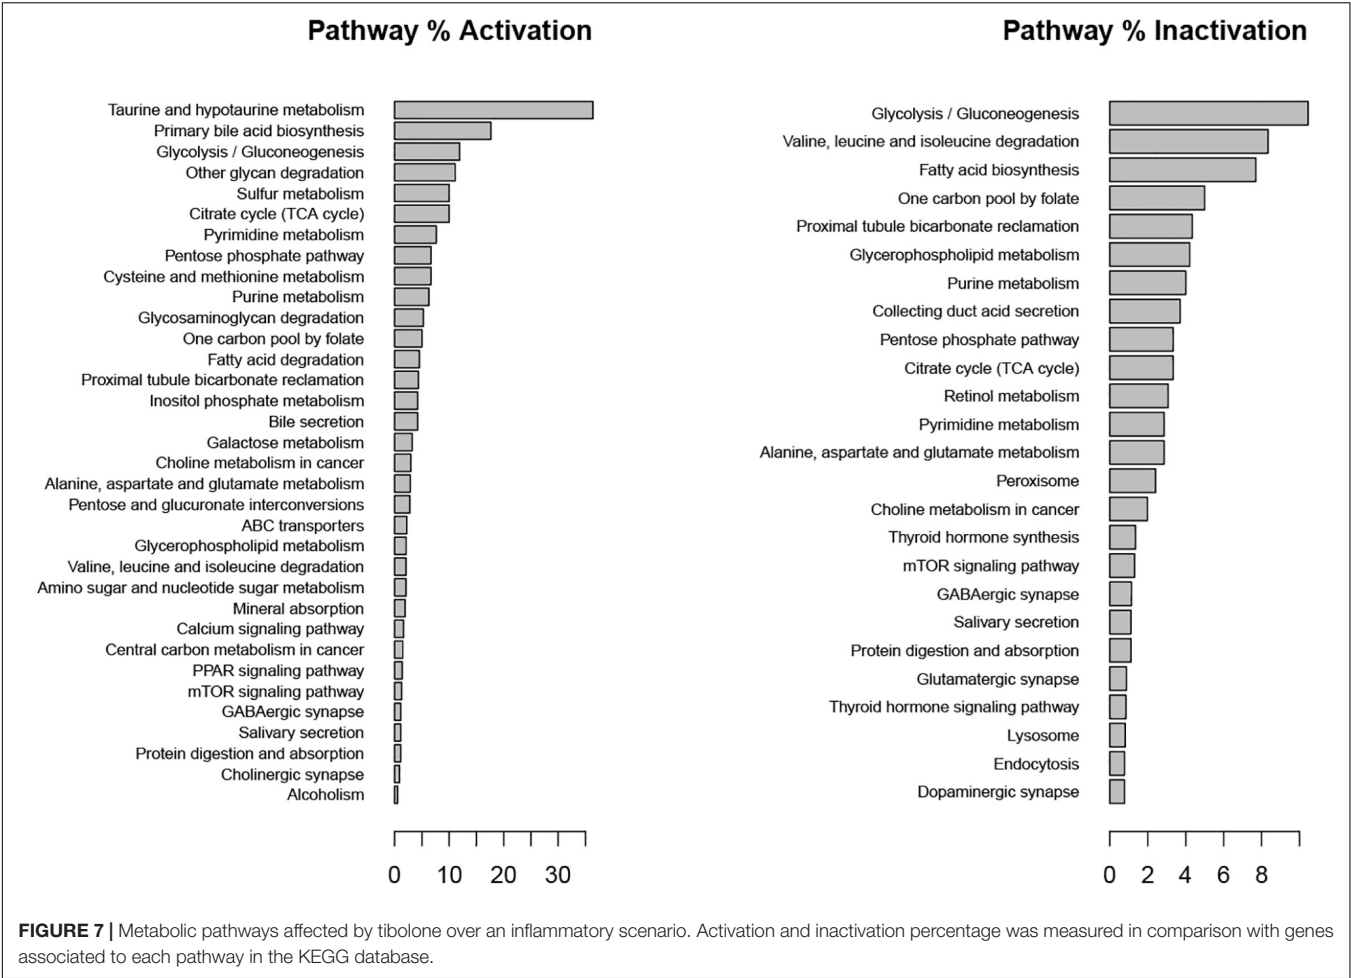 Pathway % Activation
Taurine and hypotaurine metabolism
Primary bile acid biosynthesis
Glycolysis / Gluconeogenesis
Other glycan degradation
Sulfur metabolism
Citrate cycle (TCA cycle)
Pyrimidine metabolism
Pentose phosphate pathway
Cysteine and methionine metabolism
Purine metabolism
Glycosaminoglycan degradation
One carbon pool by folate
Fatty acid degradation
Proximal tubule bicarbonate reclamation
Inositol phosphate metabolism
Bile secretion
Galactose metabolism
Choline metabolism in cancer
Alanine, aspartate and glutamate metabolism
Pentose and glucuronate interconversions
ABC transporters
Glycerophospholipid metabolism
Valine, leucine and isoleucine degradation
Amino sugar and nucleotide sugar metabolism
Mineral absorption
Calcium signaling pathway
Central carbon metabolism in cancer
PPAR signaling pathway
mTOR signaling pathway
GABAergic synapse
Salivary secretion
Protein digestion and absorption
Cholinergic synapse
Alcoholism
0 10 20 30
Pathway % Inactivation
Glycolysis / Gluconeogenesis
Valine, leucine and isoleucine degradation
Fatty acid biosynthesis
One carbon pool by folate
Proximal tubule bicarbonate reclamation
Glycerophospholipid metabolism
Purine metabolism
Collecting duct acid secretion
Pentose phosphate pathway
Citrate cycle (TCA cycle)
Retinol metabolism
Pyrimidine metabolism
Alanine, aspartate and glutamate metabolism
Peroxisome
Choline metabolism in cancer
Thyroid hormone synthesis
mTOR signaling pathway
GABAergic synapse
Salivary secretion
Protein digestion and absorption
Glutamatergic synapse
Thyroid hormone signaling pathway
Lysosome
Endocytosis
Dopaminergic synapse
0 2 4 6 8
FIGURE 7 | Metabolic pathways affected by tibolone over an inflammatory scenario. Activation and inactivation percentage was measured in comparison with genes
associated to each pathway in the KEGG database.